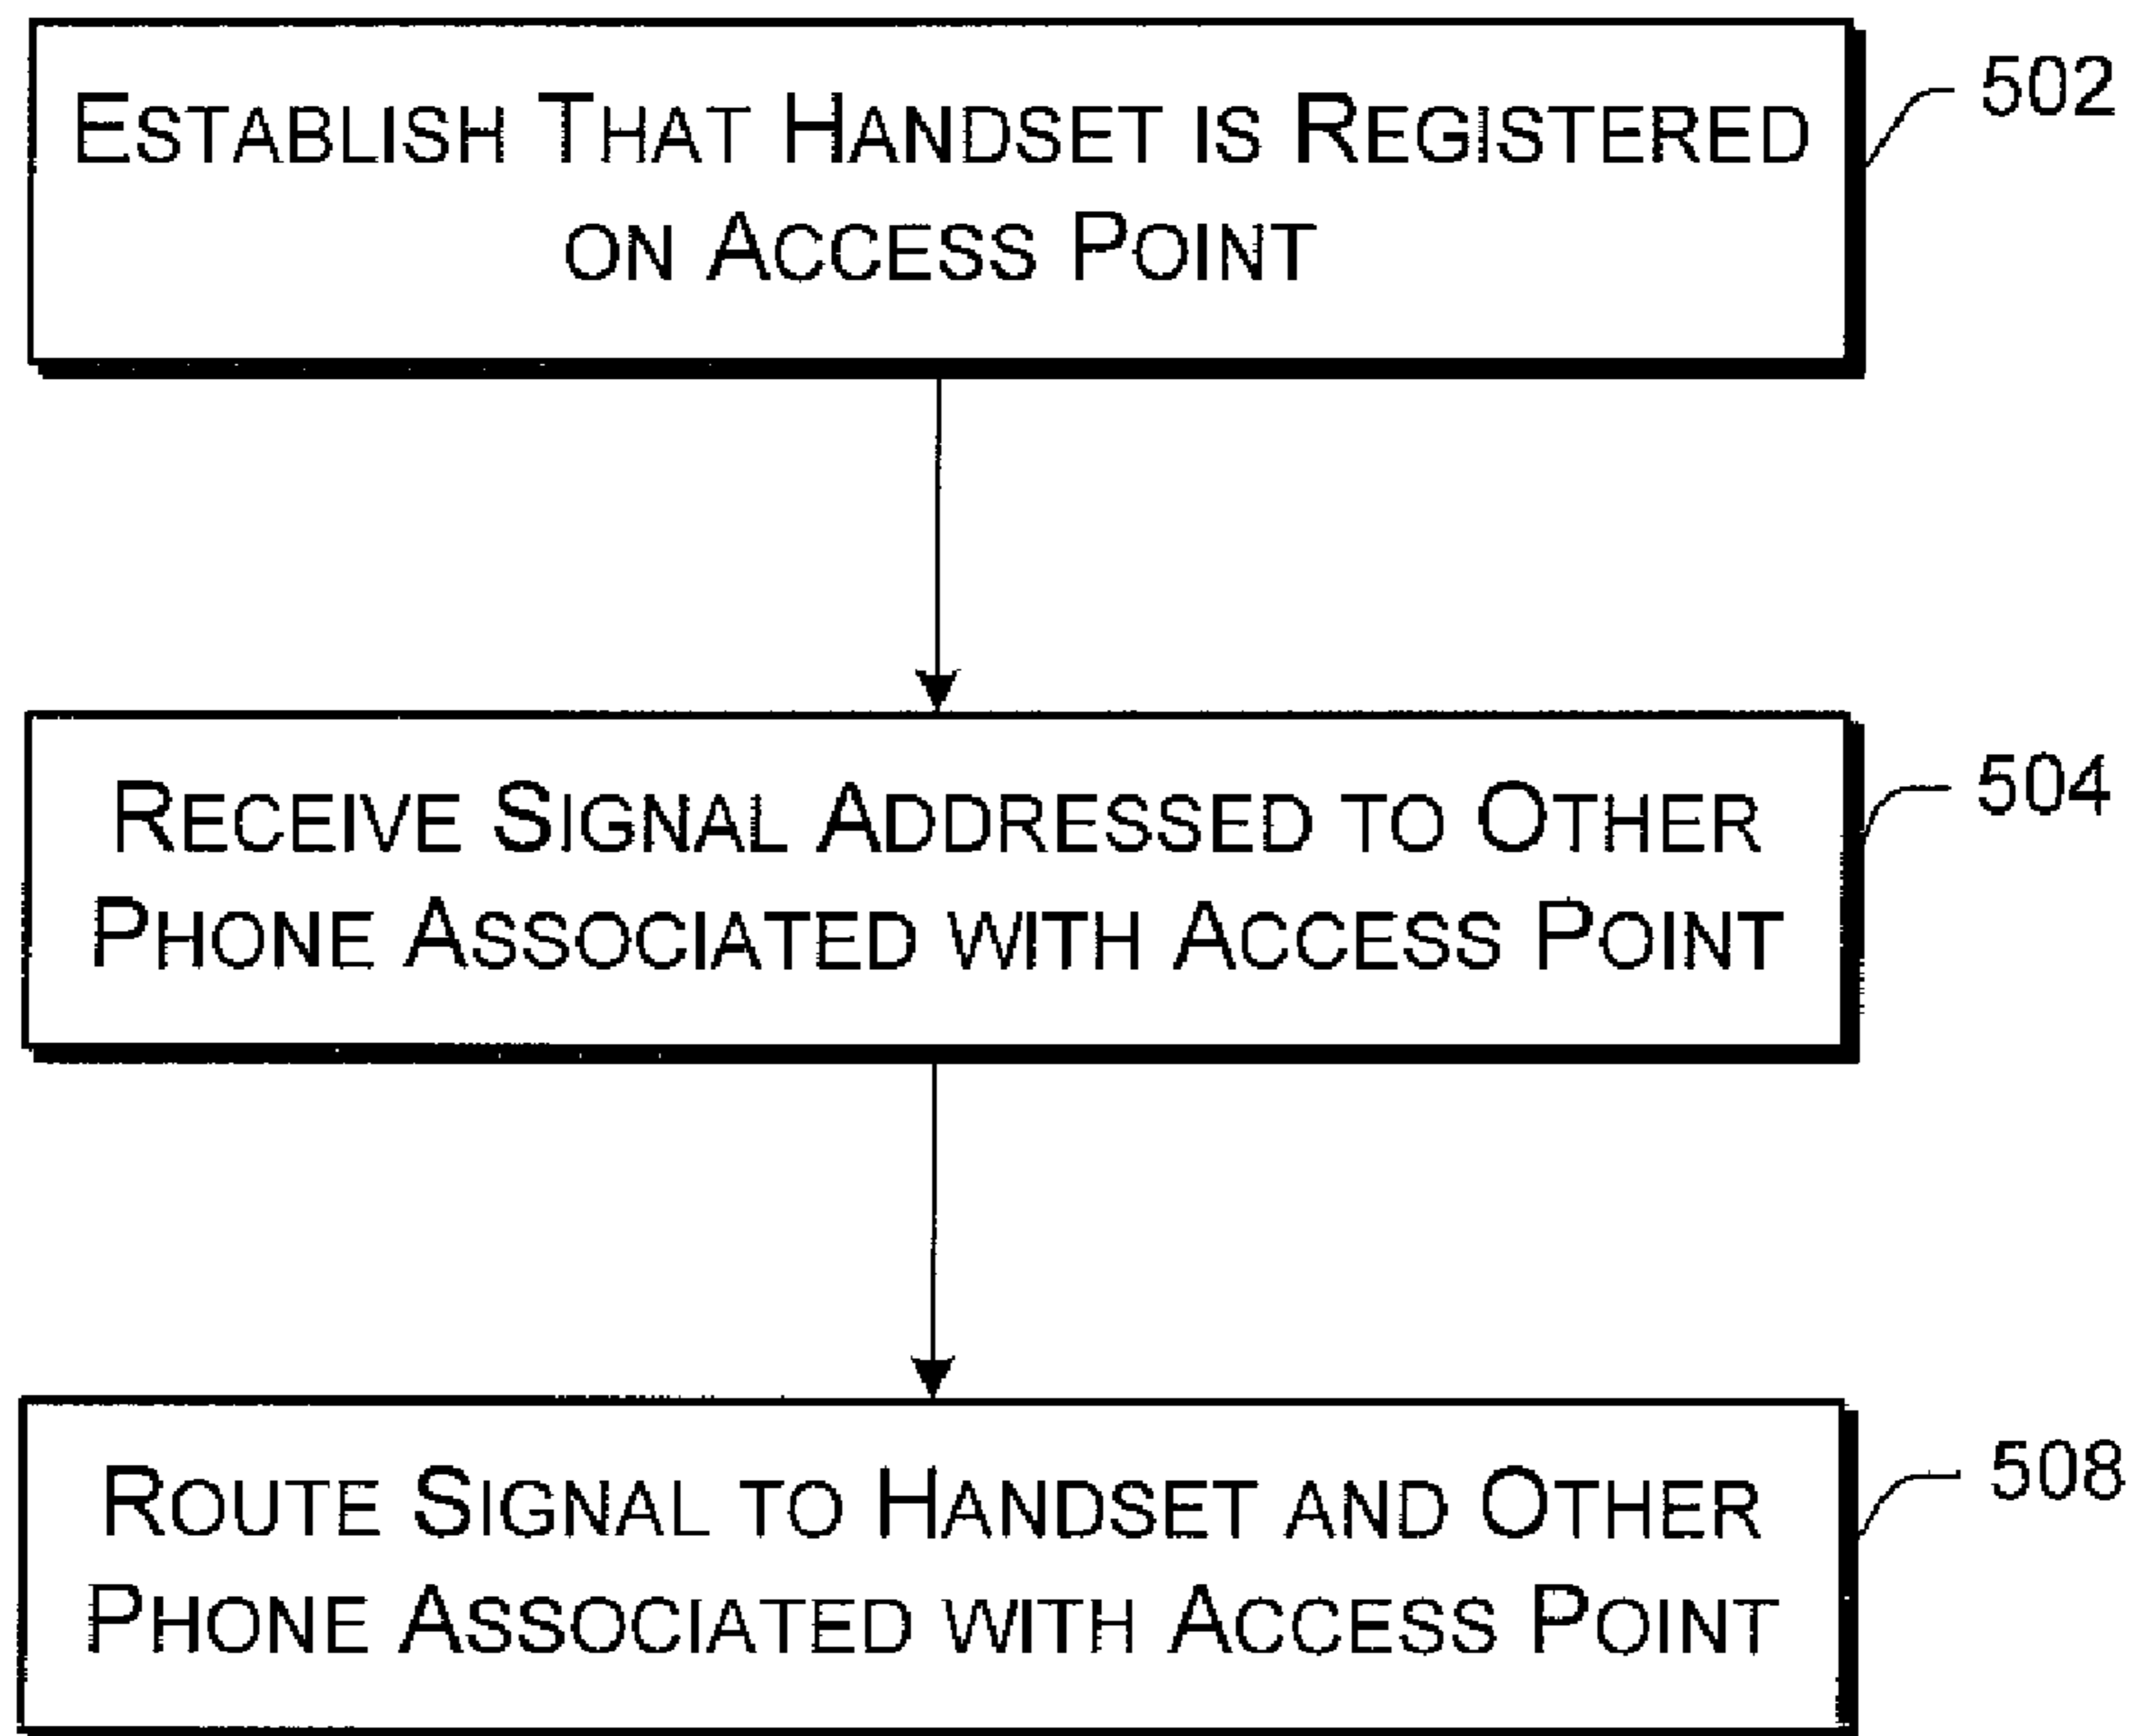 ESTABLISH THAT HANDSET IS REGISTERED
ON ACCESS POINT
502
RECEIVE SIGNAL ADDRESSED TO OTHER
PHONE ASSOCIATED WITH ACCESS POINT
504
ROUTE SIGNAL TO HANDSET AND OTHER
PHONE ASSOCIATED WITH ACCESS POINT
508